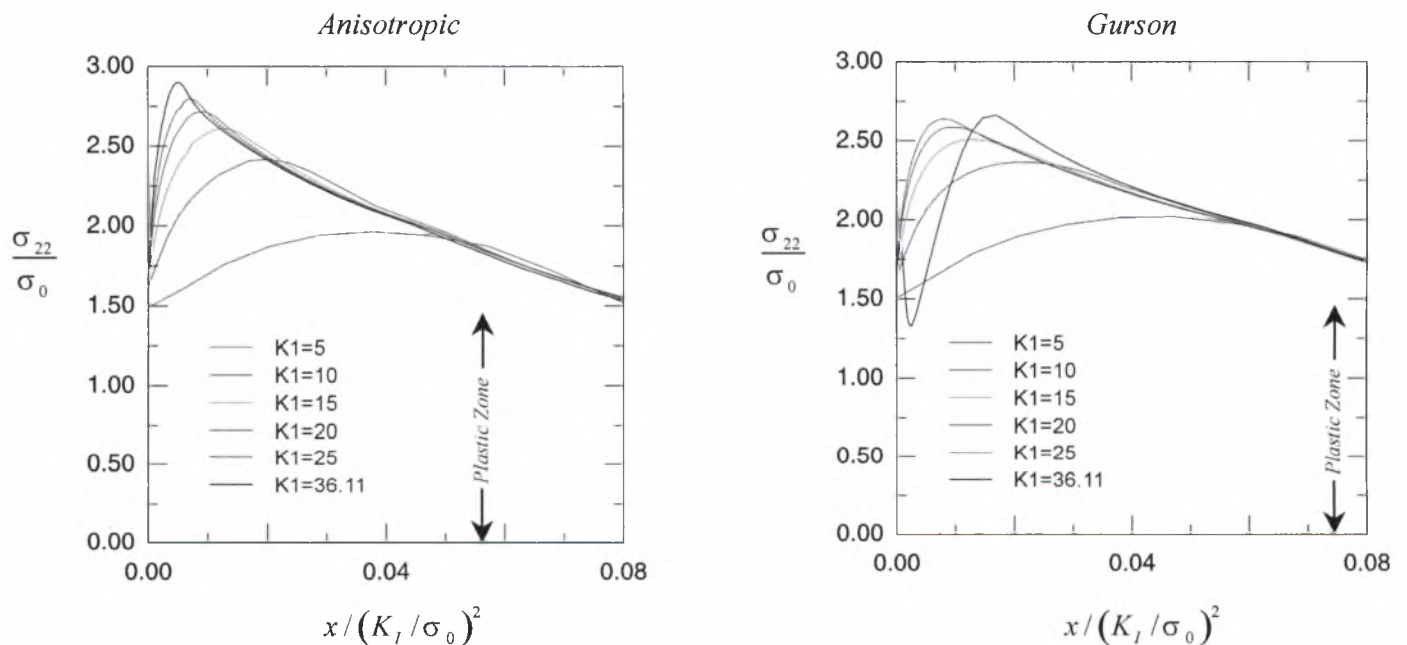 Anisotropic
3.00
2.50
2.00
1.50
1.00
0.50
0.00
σ22
σ0
K1=5
K1=10
K1=15
K1=20
K1=25
K1=36.11
Plastic Zone
0.00 0.04 0.08
x / (K_I / σ0)²
Gurson
3.00
2.50
2.00
1.50
1.00
0.50
0.00
σ22
σ0
K1=5
K1=10
K1=15
K1=20
K1=25
K1=36.11
Plastic Zone
0.00 0.04 0.08
x / (K_I / σ0)²